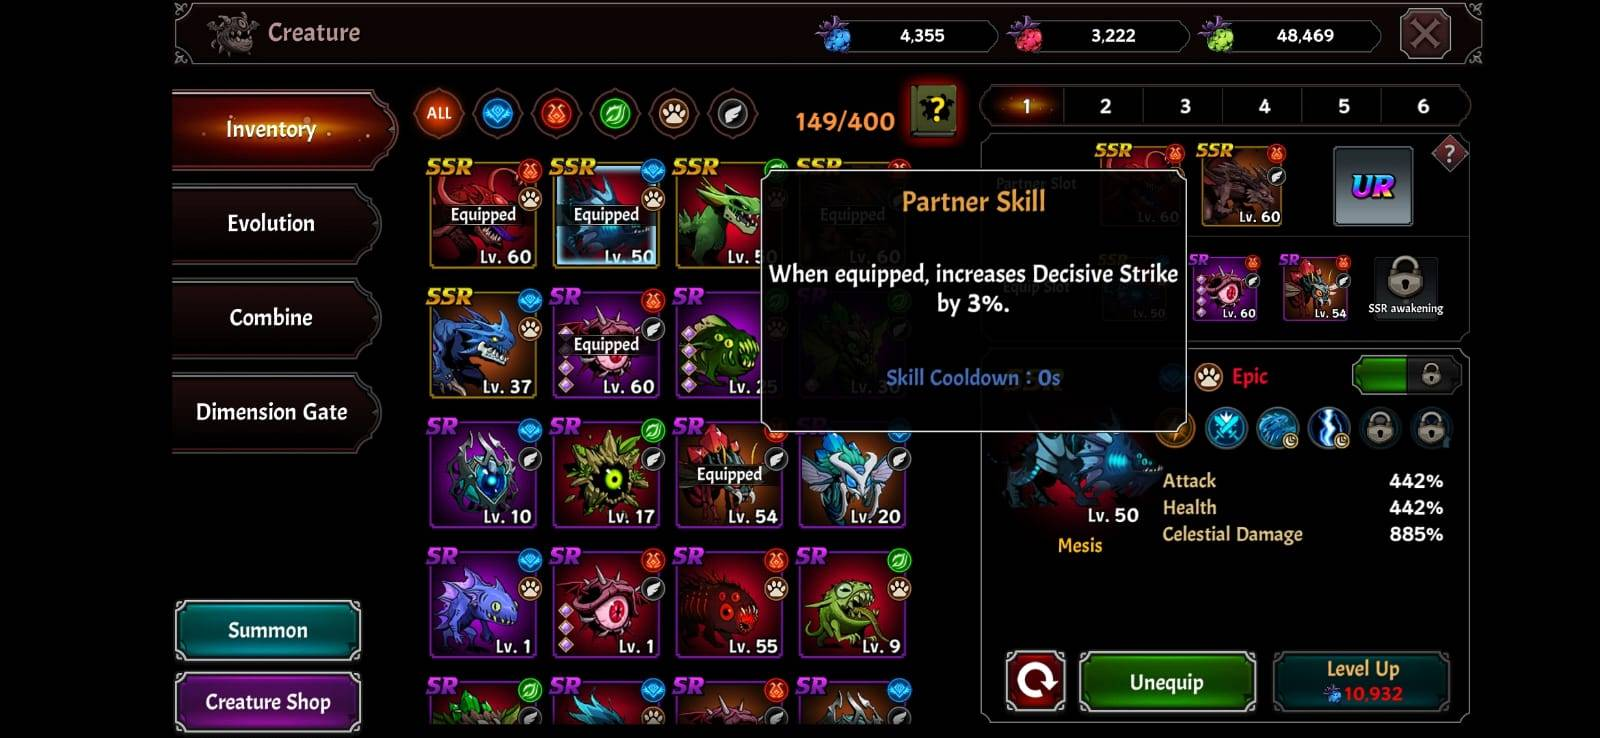 Creature
4,355
3,222
48,469
Inventory
Evolution
Combine
Dimension Gate
Summon
Creature Shop
ALL
149/400
?
1 2 3 4 5 6
SSR Equipped Lv. 60
SSR Equipped Lv. 50
SSR Lv. 5
SSR Equipped Lv. 60
SSR Lv. 37
SR Equipped Lv. 60
SR Lv. 25
SR Lv. 10
SR Lv. 17
SR Equipped Lv. 54
SR Lv. 20
SR Lv. 1
SR Lv. 1
SR Lv. 55
SR Lv. 9
SR
SR
SR
SR
Partner Slot
SSR Lv. 60
SSR Lv. 60
UR
?
Partner Skill
When equipped, increases Decisive Strike
by 3%.
Skill Cooldown : 0s
Equip Slot
Lv. 50
SR Lv. 60
SR Lv. 54
SSR awakening
Epic
Lv. 50
Mesis
Attack 442%
Health 442%
Celestial Damage 885%
Unequip
Level Up
10,932